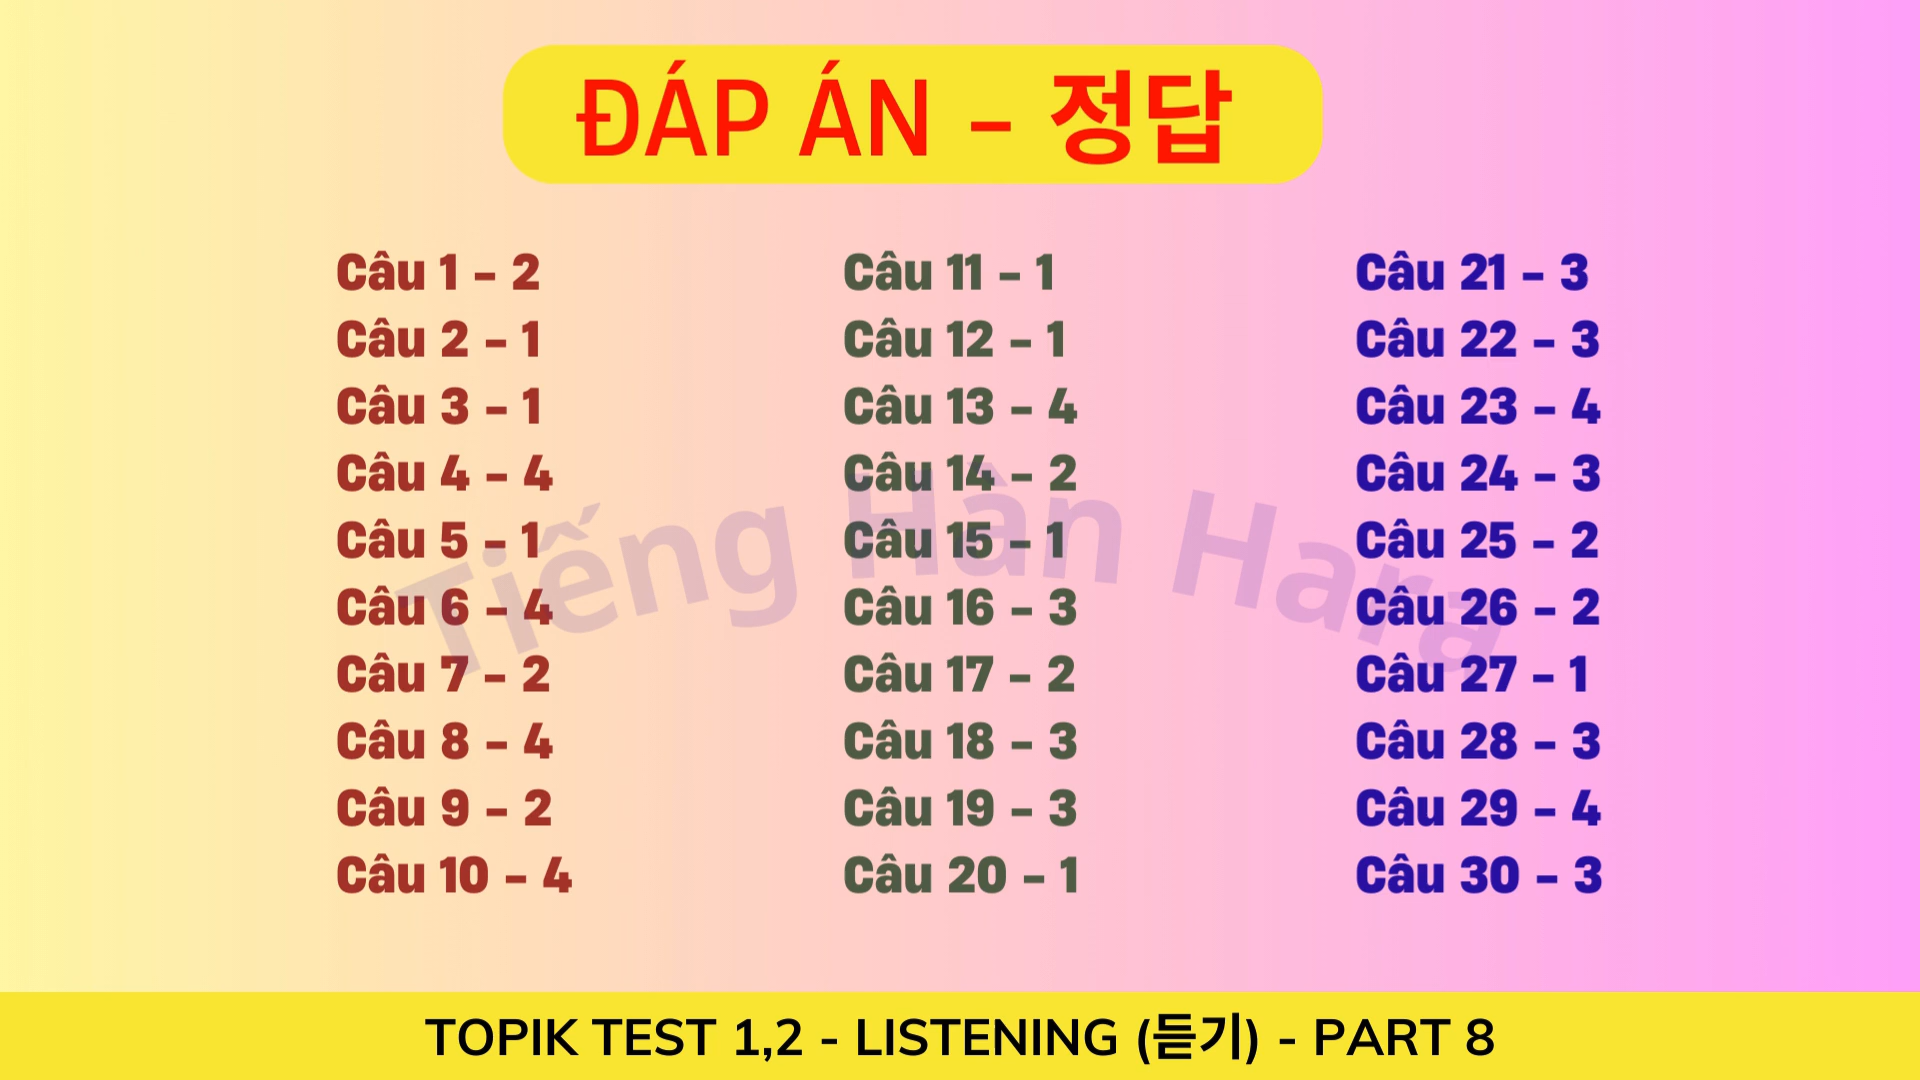 ĐÁP ÁN – 정답
Câu 1 – 2
Câu 2 – 1
Câu 3 – 1
Câu 4 – 4
Câu 5 – 1
Câu 6 – 4
Câu 7 – 2
Câu 8 – 4
Câu 9 – 2
Câu 10 – 4
Câu 11 – 1
Câu 12 – 1
Câu 13 – 4
Câu 14 – 2
Câu 15 – 1
Câu 16 – 3
Câu 17 – 2
Câu 18 – 3
Câu 19 – 3
Câu 20 – 1
Câu 21 – 3
Câu 22 – 3
Câu 23 – 4
Câu 24 – 3
Câu 25 – 2
Câu 26 – 2
Câu 27 – 1
Câu 28 – 3
Câu 29 – 4
Câu 30 – 3
Tiếng Hàn Hara
TOPIK TEST 1,2 - LISTENING (듣기) - PART 8